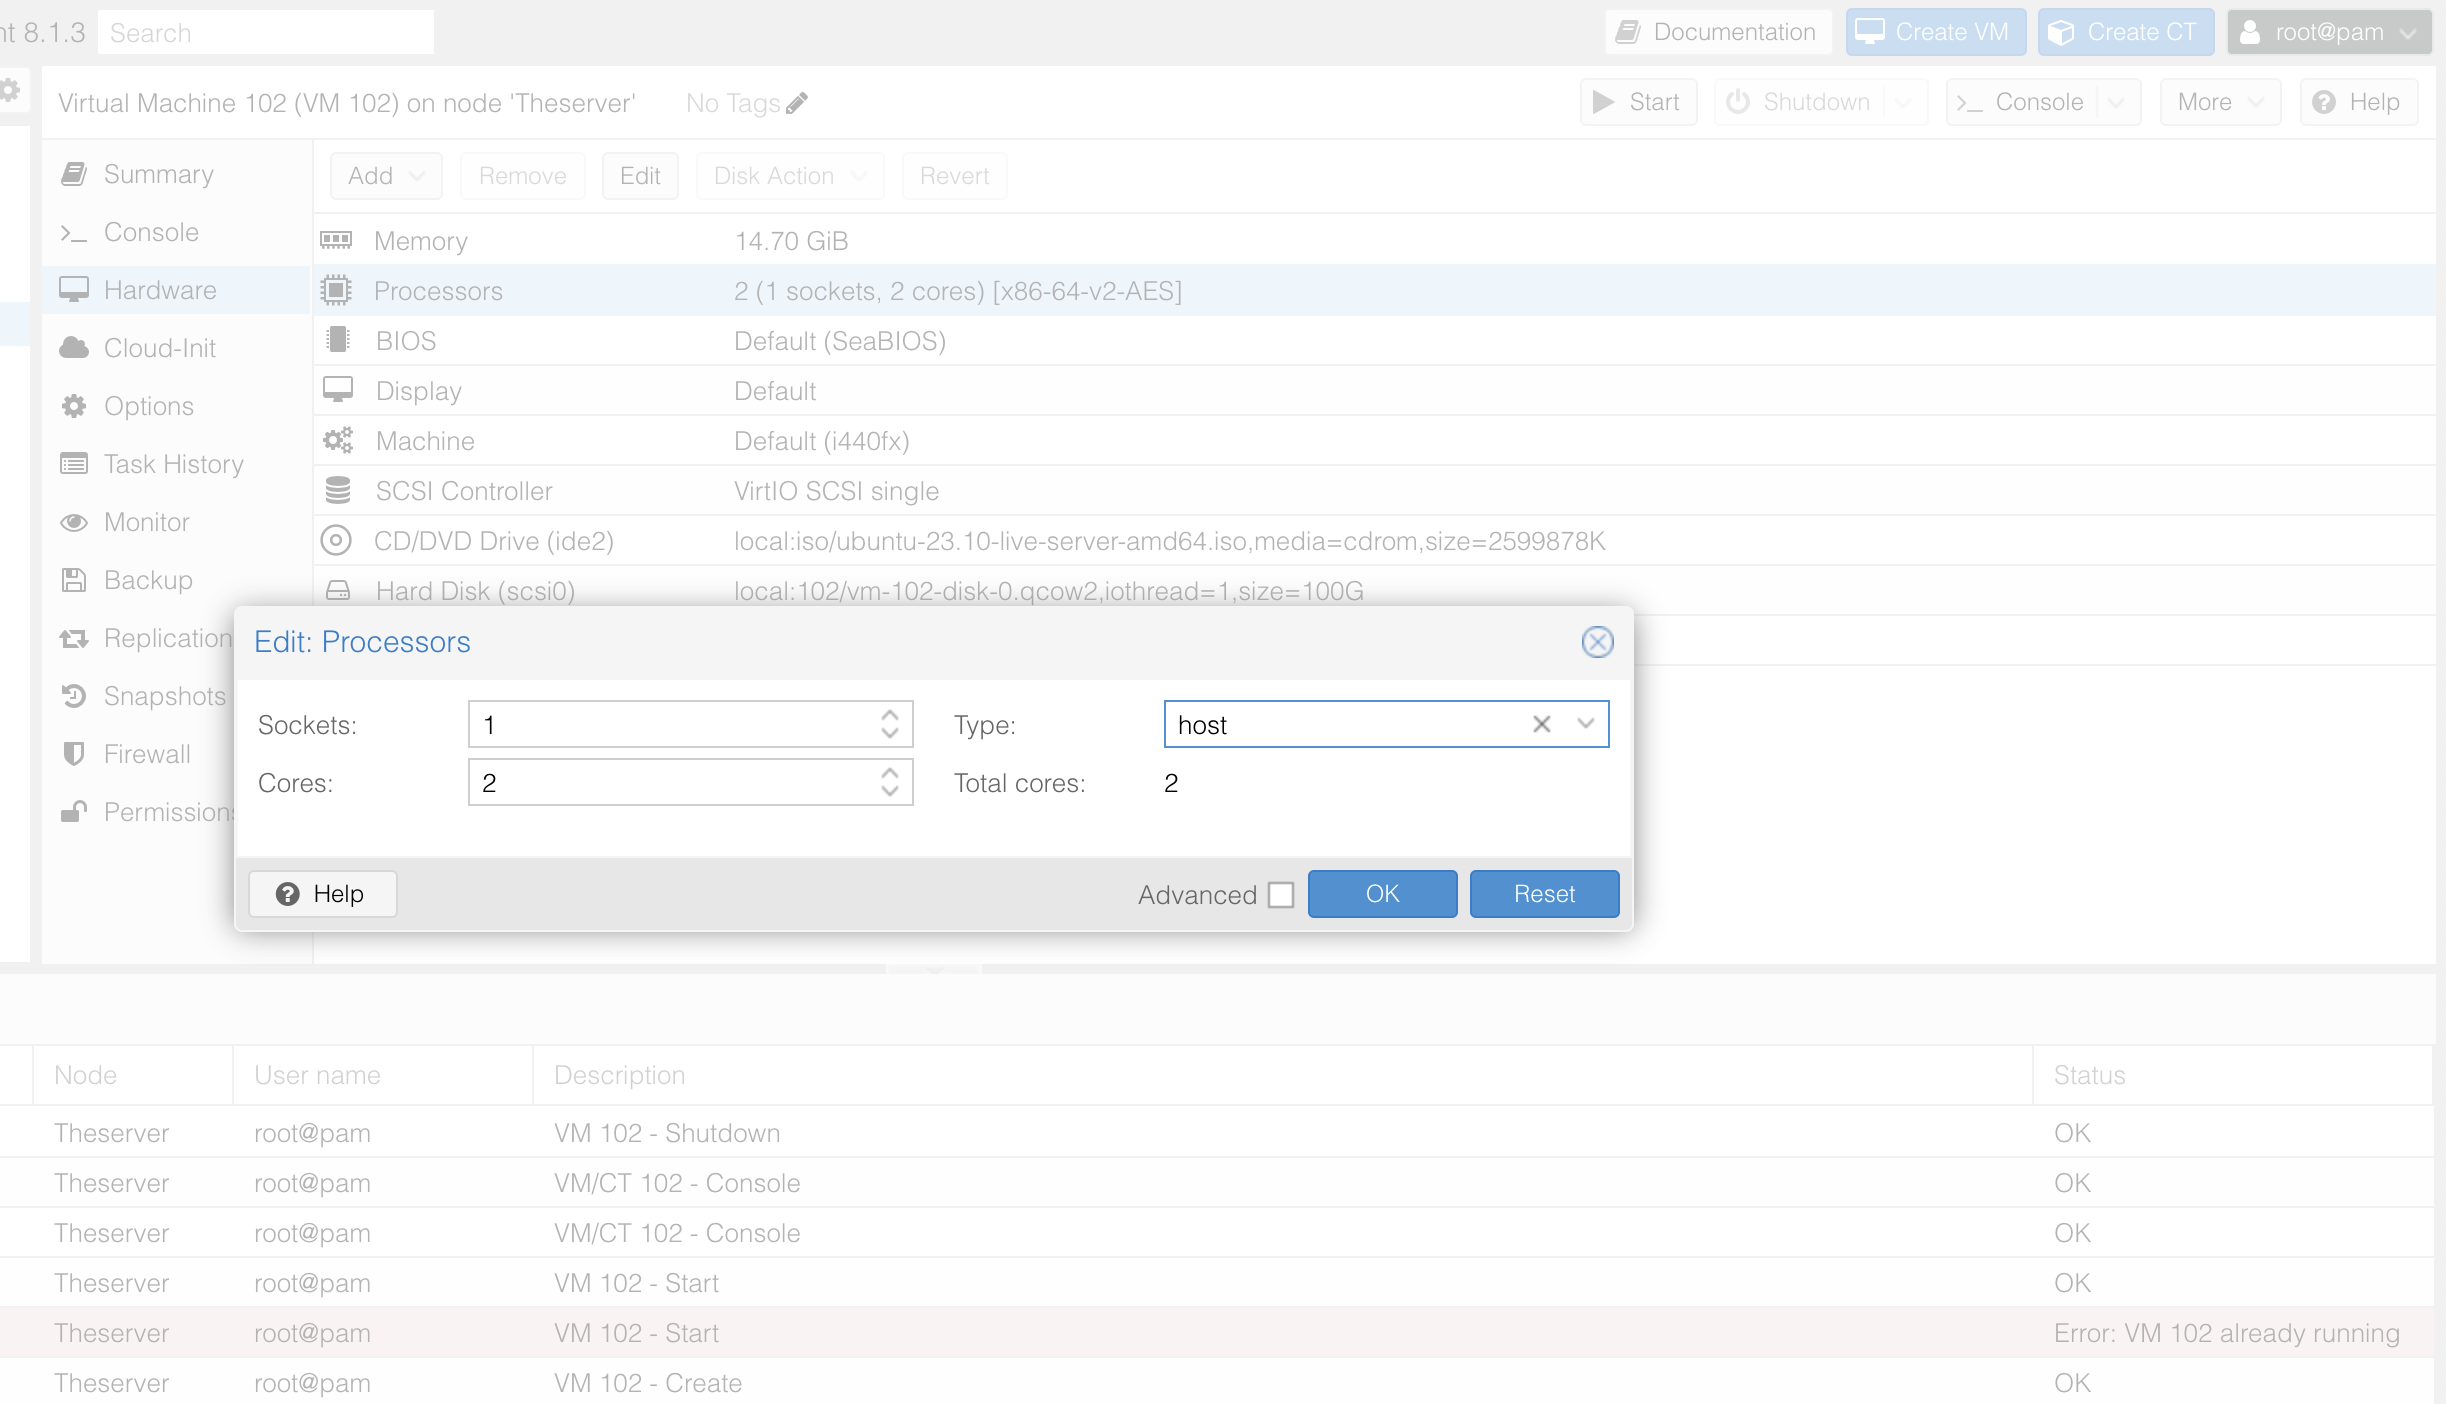 nt 8.1.3 Search Documentation Create VM Create CT root@pam
Virtual Machine 102 (VM 102) on node 'Theserver' No Tags Start Shutdown Console More Help
Summary
Console
Hardware
Cloud-Init
Options
Task History
Monitor
Backup
Replication
Snapshots
Firewall
Permissions
Add Remove Edit Disk Action Revert
Memory 14.70 GiB
Processors 2 (1 sockets, 2 cores) [x86-64-v2-AES]
BIOS Default (SeaBIOS)
Display Default
Machine Default (i440fx)
SCSI Controller VirtIO SCSI single
CD/DVD Drive (ide2) local:iso/ubuntu-23.10-live-server-amd64.iso,media=cdrom,size=2599878K
Hard Disk (scsi0) local:102/vm-102-disk-0.qcow2,iothread=1,size=100G
Edit: Processors
Sockets: 1 Type: host
Cores: 2 Total cores: 2
Help Advanced OK Reset
Node User name Description Status
Theserver root@pam VM 102 - Shutdown OK
Theserver root@pam VM/CT 102 - Console OK
Theserver root@pam VM/CT 102 - Console OK
Theserver root@pam VM 102 - Start OK
Theserver root@pam VM 102 - Start Error: VM 102 already running
Theserver root@pam VM 102 - Create OK